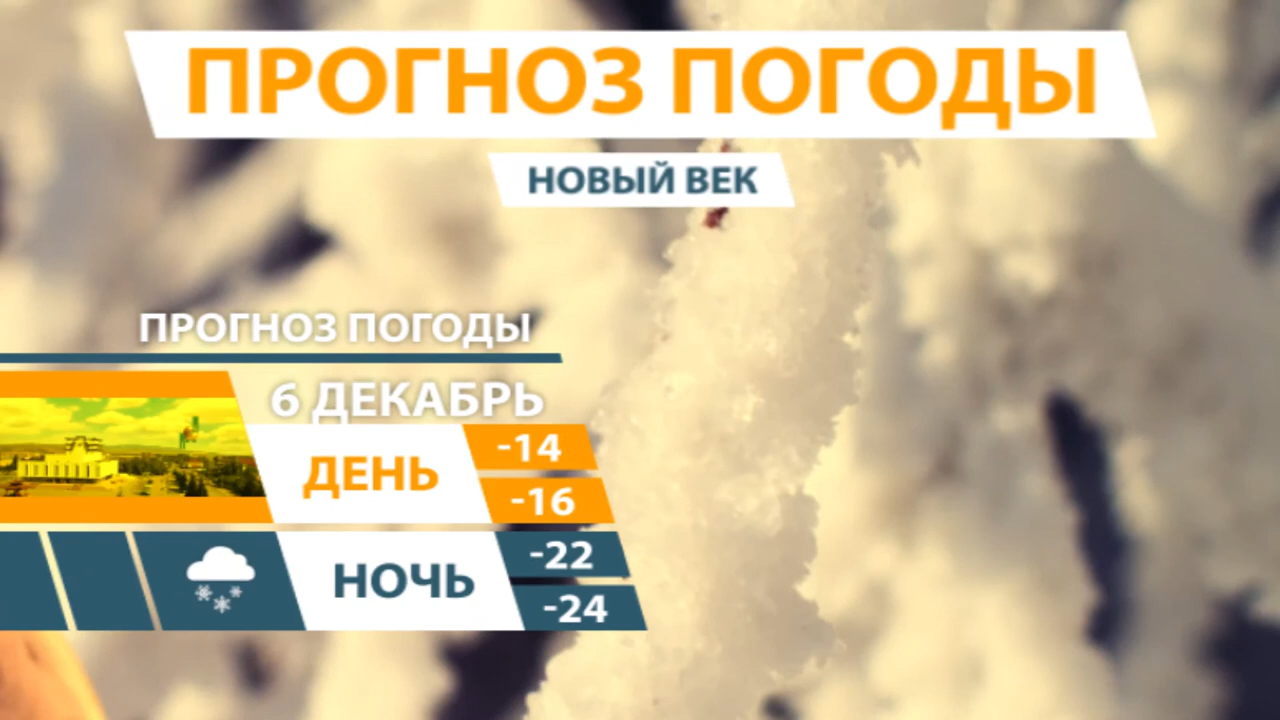 ПРОГНОЗ ПОГОДЫ
НОВЫЙ ВЕК
ПРОГНОЗ ПОГОДЫ
6 ДЕКАБРЬ
ДЕНЬ
-14
-16
НОЧЬ
-22
-24